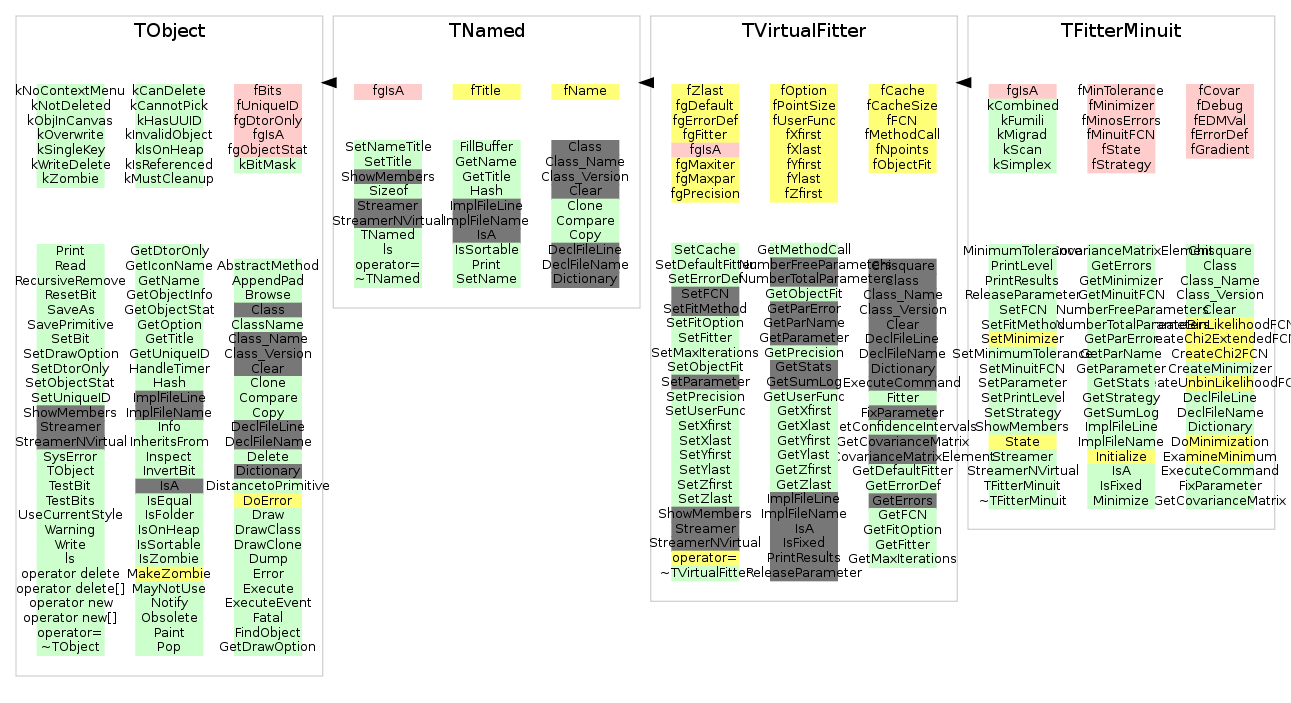 TObject
kNoContextMenu
kNotDeleted
kObjInCanvas
kOverwrite
kSingleKey
kWriteDelete
kZombie
kCanDelete
kCannotPick
kHasUUID
kInvalidObject
kIsOnHeap
kIsReferenced
kMustCleanup
fBits
fUniqueID
fgDtorOnly
fgIsA
fgObjectStat
kBitMask
Print
Read
RecursiveRemove
ResetBit
SaveAs
SavePrimitive
SetBit
SetDrawOption
SetDtorOnly
SetObjectStat
SetUniqueID
ShowMembers
Streamer
StreamerNVirtual
SysError
TObject
TestBit
TestBits
UseCurrentStyle
Warning
Write
ls
operator delete
operator delete[]
operator new
operator new[]
operator=
~TObject
GetDtorOnly
GetIconName
GetName
GetObjectInfo
GetObjectStat
GetOption
GetTitle
GetUniqueID
HandleTimer
Hash
ImplFileLine
ImplFileName
Info
InheritsFrom
Inspect
InvertBit
IsA
IsEqual
IsFolder
IsOnHeap
IsSortable
IsZombie
MakeZombie
MayNotUse
Notify
Obsolete
Paint
Pop
AbstractMethod
AppendPad
Browse
Class
ClassName
Class_Name
Class_Version
Clear
Clone
Compare
Copy
DeclFileLine
DeclFileName
Delete
Dictionary
DistancetoPrimitive
DoError
Draw
DrawClass
DrawClone
Dump
Error
Execute
ExecuteEvent
Fatal
FindObject
GetDrawOption
TNamed
fgIsA
fTitle
fName
SetNameTitle
SetTitle
ShowMembers
Sizeof
Streamer
StreamerNVirtual
TNamed
ls
operator=
~TNamed
FillBuffer
GetName
GetTitle
Hash
ImplFileLine
ImplFileName
IsA
IsSortable
Print
SetName
Class
Class_Name
Class_Version
Clear
Clone
Compare
Copy
DeclFileLine
DeclFileName
Dictionary
TVirtualFitter
fZlast
fgDefault
fgErrorDef
fgFitter
fgIsA
fgMaxiter
fgMaxpar
fgPrecision
fOption
fPointSize
fUserFunc
fXfirst
fXlast
fYfirst
fYlast
fZfirst
fCache
fCacheSize
fFCN
fMethodCall
fNpoints
fObjectFit
SetCache
SetDefaultFitter
SetErrorDef
SetFCN
SetFitMethod
SetFitOption
SetFitter
SetMaxIterations
SetObjectFit
SetParameter
SetPrecision
SetUserFunc
SetXfirst
SetXlast
SetYfirst
SetYlast
SetZfirst
SetZlast
ShowMembers
Streamer
StreamerNVirtual
operator=
~TVirtualFitter
GetMethodCall
NumberFreeParameters
NumberTotalParameters
GetObjectFit
GetParError
GetParName
GetParameter
GetPrecision
GetStats
GetSumLog
GetUserFunc
GetXfirst
GetXlast
GetYfirst
GetYlast
GetZfirst
GetZlast
ImplFileLine
ImplFileName
IsA
IsFixed
PrintResults
ReleaseParameter
Chisquare
Class
Class_Name
Class_Version
Clear
DeclFileLine
DeclFileName
Dictionary
ExecuteCommand
Fitter
FixParameter
etConfidenceIntervals
GetCovarianceMatrix
CovarianceMatrixElement
GetDefaultFitter
GetErrorDef
GetErrors
GetFCN
GetFitOption
GetFitter
GetMaxIterations
TFitterMinuit
fgIsA
kCombined
kFumili
kMigrad
kScan
kSimplex
fMinTolerance
fMinimizer
fMinosErrors
fMinuitFCN
fState
fStrategy
fCovar
fDebug
fEDMVal
fErrorDef
fGradient
MinimumTolerance
PrintLevel
PrintResults
ReleaseParameter
SetFCN
SetFitMethod
SetMinimizer
SetMinimumTolerance
SetMinuitFCN
SetParameter
SetPrintLevel
SetStrategy
ShowMembers
State
Streamer
StreamerNVirtual
TFitterMinuit
~TFitterMinuit
CovarianceMatrixElement
GetErrors
GetMinimizer
GetMinuitFCN
NumberFreeParameters
NumberTotalParameters
GetParError
GetParName
GetParameter
GetStats
GetStrategy
GetSumLog
ImplFileLine
ImplFileName
Initialize
IsA
IsFixed
Minimize
Chisquare
Class
Class_Name
Class_Version
Clear
eateBinLikelihoodFCN
eateChi2ExtendedFCN
CreateChi2FCN
CreateMinimizer
ateUnbinLikelihoodFC
DeclFileLine
DeclFileName
Dictionary
DoMinimization
ExamineMinimum
ExecuteCommand
FixParameter
GetCovarianceMatrix